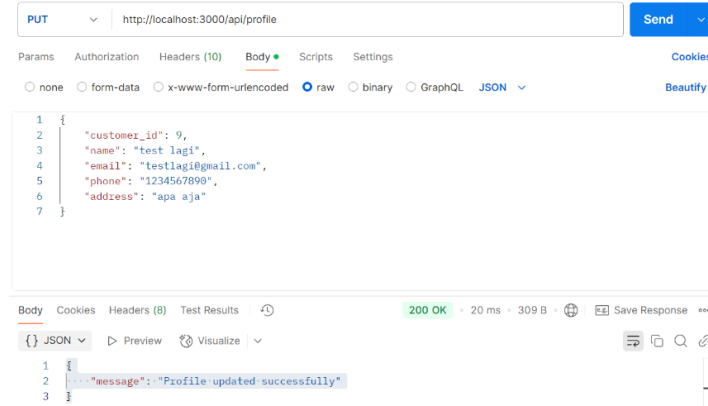 PUT http://localhost:3000/api/profile Send
Params Authorization Headers (10) Body Scripts Settings Cookies
none form-data x-www-form-urlencoded raw binary GraphQL JSON Beautify
1 {
2 "customer_id": 9,
3 "name": "test lagi",
4 "email": "testlagi@gmail.com",
5 "phone": "1234567890",
6 "address": "apa aja"
7 }
Body Cookies Headers (8) Test Results 200 OK • 20 ms • 309 B • e.g. Save Response
{} JSON Preview Visualize
1 {
2 "message": "Profile updated successfully"
3 }